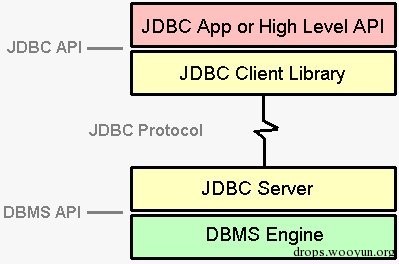 JDBC App or High Level API
JDBC API
JDBC Client Library
JDBC Protocol
JDBC Server
DBMS API
DBMS Engine
drops.wooyun.org